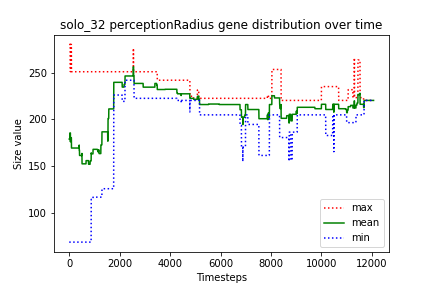 solo_32 perceptionRadius gene distribution over time
Size value
250
200
150
100
max
mean
min
0
2000
4000
6000
8000
10000
12000
Timesteps